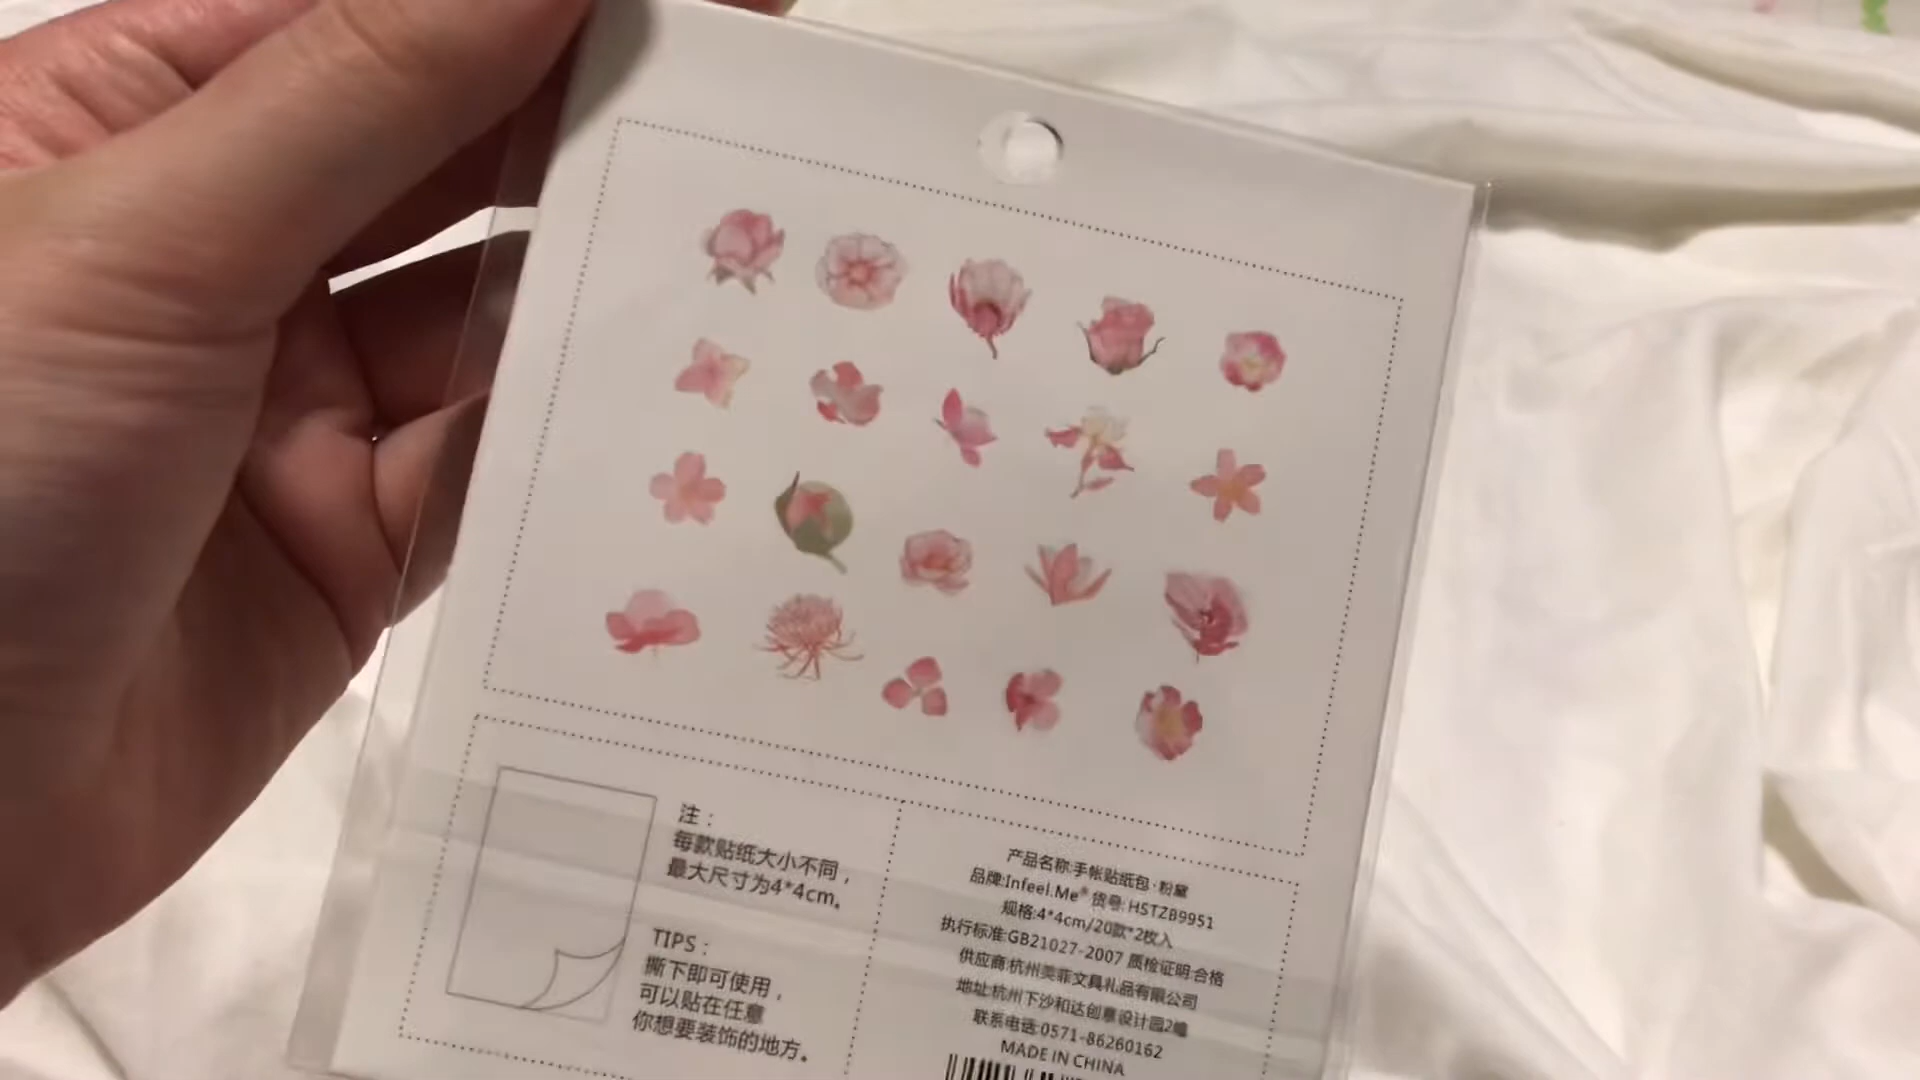 注：
每款贴纸大小不同，
最大尺寸为4*4cm。
TIPS：
撕下即可使用，
可以贴在任意
你想要装饰的地方。
产品名称:手帐贴纸包·粉黛
品牌:Infeel.Me® 货号: HSTZB9951
规格:4*4cm/20款*2枚入
执行标准:GB21027-2007 质检证明:合格
供应商:杭州美菲文具礼品有限公司
地址:杭州下沙和达创意设计园2幢
联系电话:0571-86260162
MADE IN CHINA